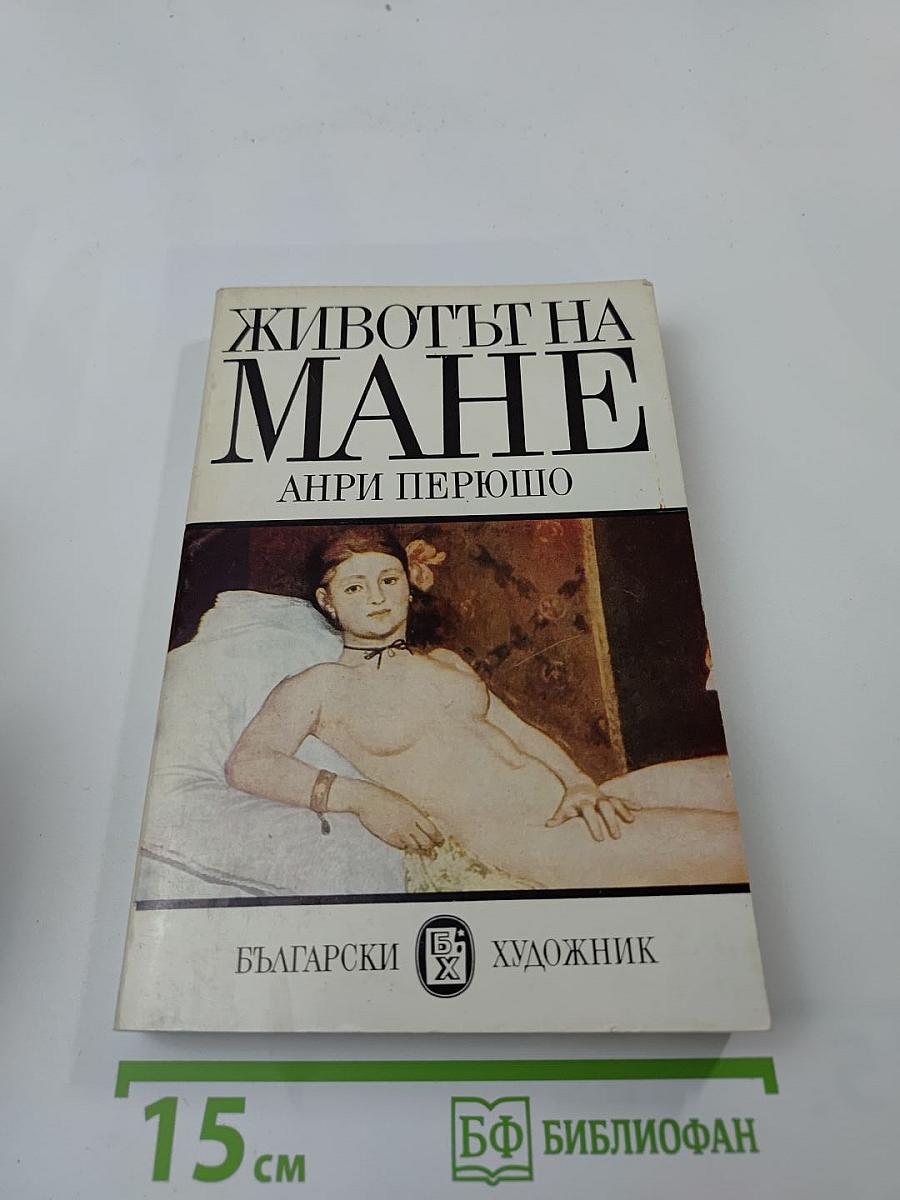 ЖИВОТЪТ НА
МАНЕ
АНРИ ПЕРЮШО
БЪЛГАРСКИ БХ ХУДОЖНИК
15 см БФ БИБЛИОФАН